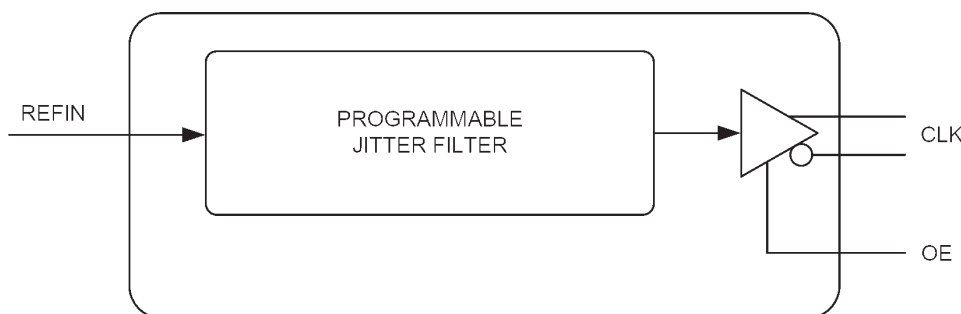 REFIN
PROGRAMMABLE
JITTER FILTER
CLK
OE